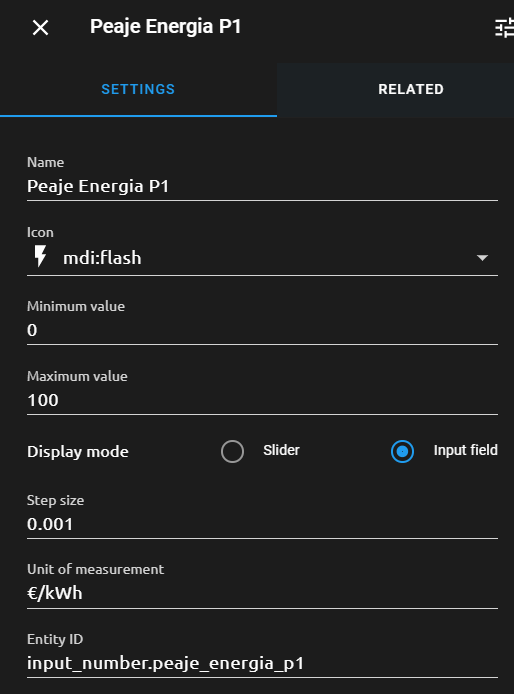 Peaje Energia P1
SETTINGS RELATED
Name
Peaje Energia P1
Icon
mdi:flash
Minimum value
0
Maximum value
100
Display mode Slider Input field
Step size
0.001
Unit of measurement
€/kWh
Entity ID
input_number.peaje_energia_p1